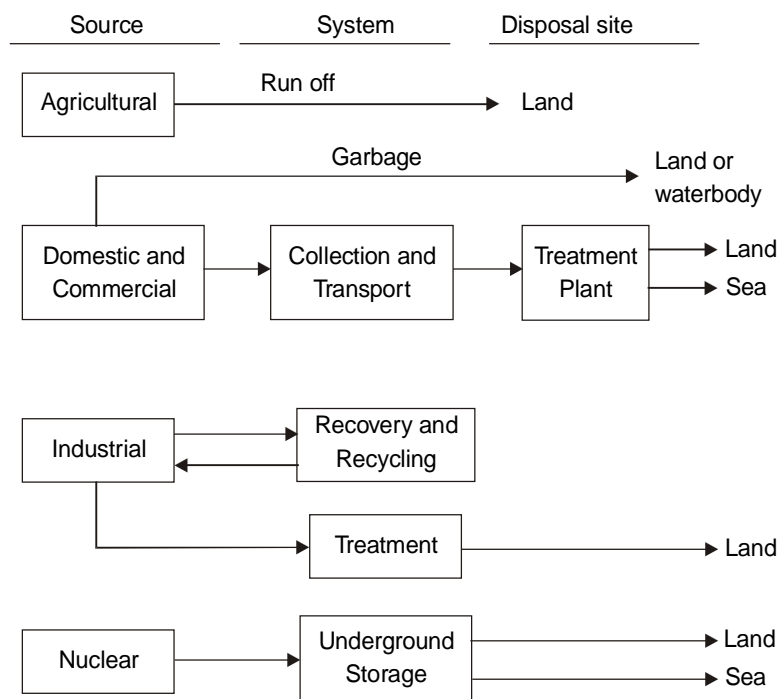 Source System Disposal site
Run off
Agricultural Land
Garbage
Land or
waterbody
Domestic and
Commercial
Collection and
Transport
Treatment
Plant
Land
Sea
Industrial
Recovery and
Recycling
Treatment
Land
Nuclear
Underground
Storage
Land
Sea